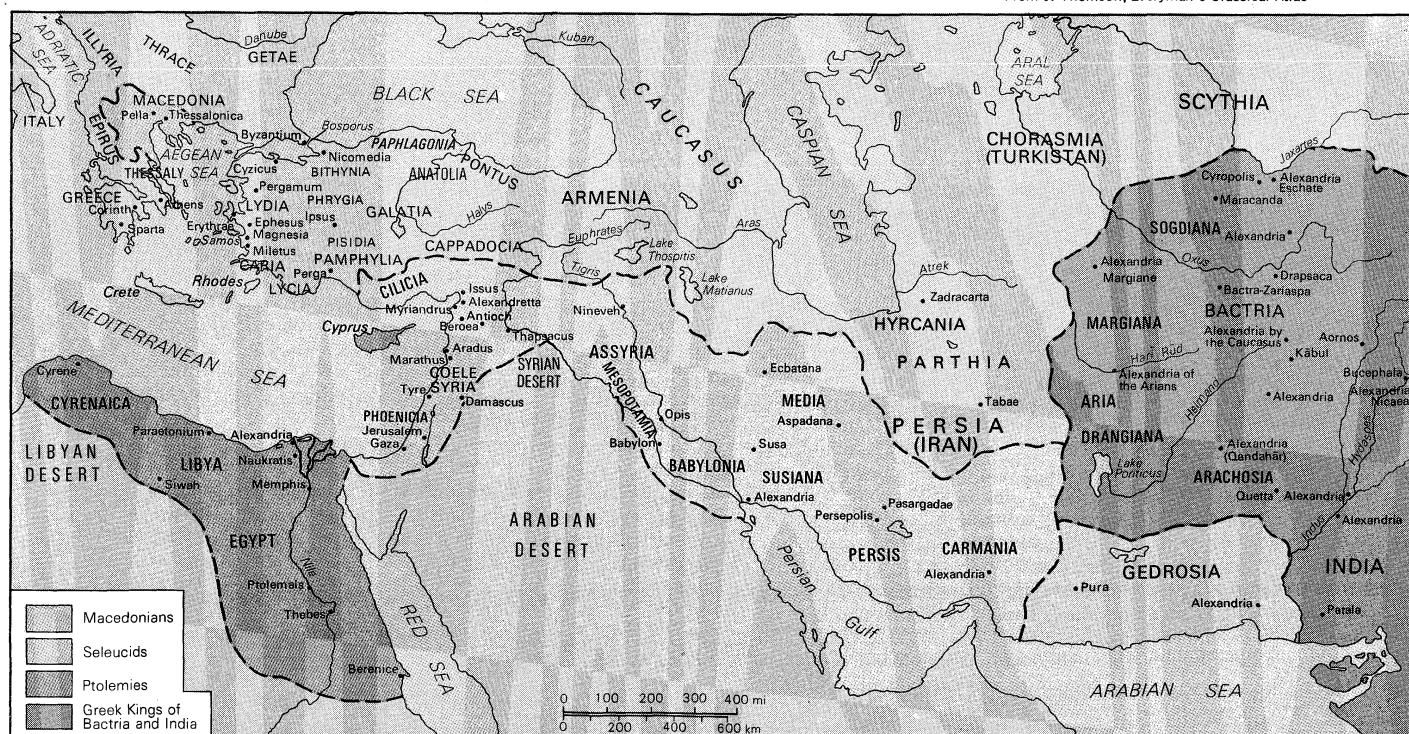 ADRIATIC
SEA
ILLYRIA
THRACE
Danube
GETAE
ITALY
MACEDONIA
Pella
Thessalonica
EPIRUS
THESSALY
AEGEAN
SEA
GREECE
Corinth
Athens
Sparta
Byzantium
Bosporus
Nicomedia
BITHYNIA
Cyzicus
Pergamum
LYDIA
PHRYGIA
Ipsus
Erythrae
Ephesus
Samos
Magnesia
Miletus
PISIDIA
PAMPHYLIA
CARIA
Perga
LYCIA
Rhodes
Crete
BLACK SEA
PAPHLAGONIA
ANATOLIA
PONTUS
GALATIA
Halys
CAPPADOCIA
Kuban
CAUCASUS
ARMENIA
Euphrates
Lake
Thospitis
Aras
Tigris
Lake
Matianus
CASPIAN
SEA
ARAL
SEA
CHORASMIA
(TURKISTAN)
SCYTHIA
Jaxartes
Cyropolis
Alexandria
Eschate
Maracanda
SOGDIANA
Alexandria
Oxus
Alexandria
Margiane
Drapsaca
Bactra-Zariaspa
BACTRIA
MARGIANA
Alexandria by
the Caucasus
Aornos
Kābul
Hari Rūd
Alexandria of
the Arians
Bucephala
Alexandria
Nicaea
ARIA
Helmand
Alexandria
Hydaspes
DRANGIANA
Lake
Ponticus
Alexandria
(Qandahār)
ARACHOSIA
Quetta
Alexandria
Alexandria
Indus
INDIA
Patala
GEDROSIA
Pura
Alexandria
ARABIAN SEA
Atrek
Zadracarta
HYRCANIA
PARTHIA
Tabae
PERSIA
(IRAN)
CILICIA
Issus
Alexandretta
Myriandrus
Antioch
Beroea
Thapsacus
Cyprus
Aradus
Marathus
COELE
SYRIA
Tyre
Damascus
PHOENICIA
Jerusalem
Gaza
SYRIAN
DESERT
Nineveh
ASSYRIA
MESOPOTAMIA
Ecbatana
MEDIA
Aspadana
Opis
Babylon
BABYLONIA
Susa
SUSIANA
Alexandria
Pasargadae
Persepolis
PERSIS
CARMANIA
Alexandria
Persian
Gulf
MEDITERRANEAN
SEA
Cyrene
CYRENAICA
LIBYAN
DESERT
Paraetonium
Alexandria
LIBYA
Naukratis
Siwah
Memphis
EGYPT
Nile
Ptolemais
Thebes
Berenice
RED
SEA
ARABIAN
DESERT
Macedonians
Seleucids
Ptolemies
Greek Kings of
Bactria and India
0 100 200 300 400 mi
0 200 400 600 km